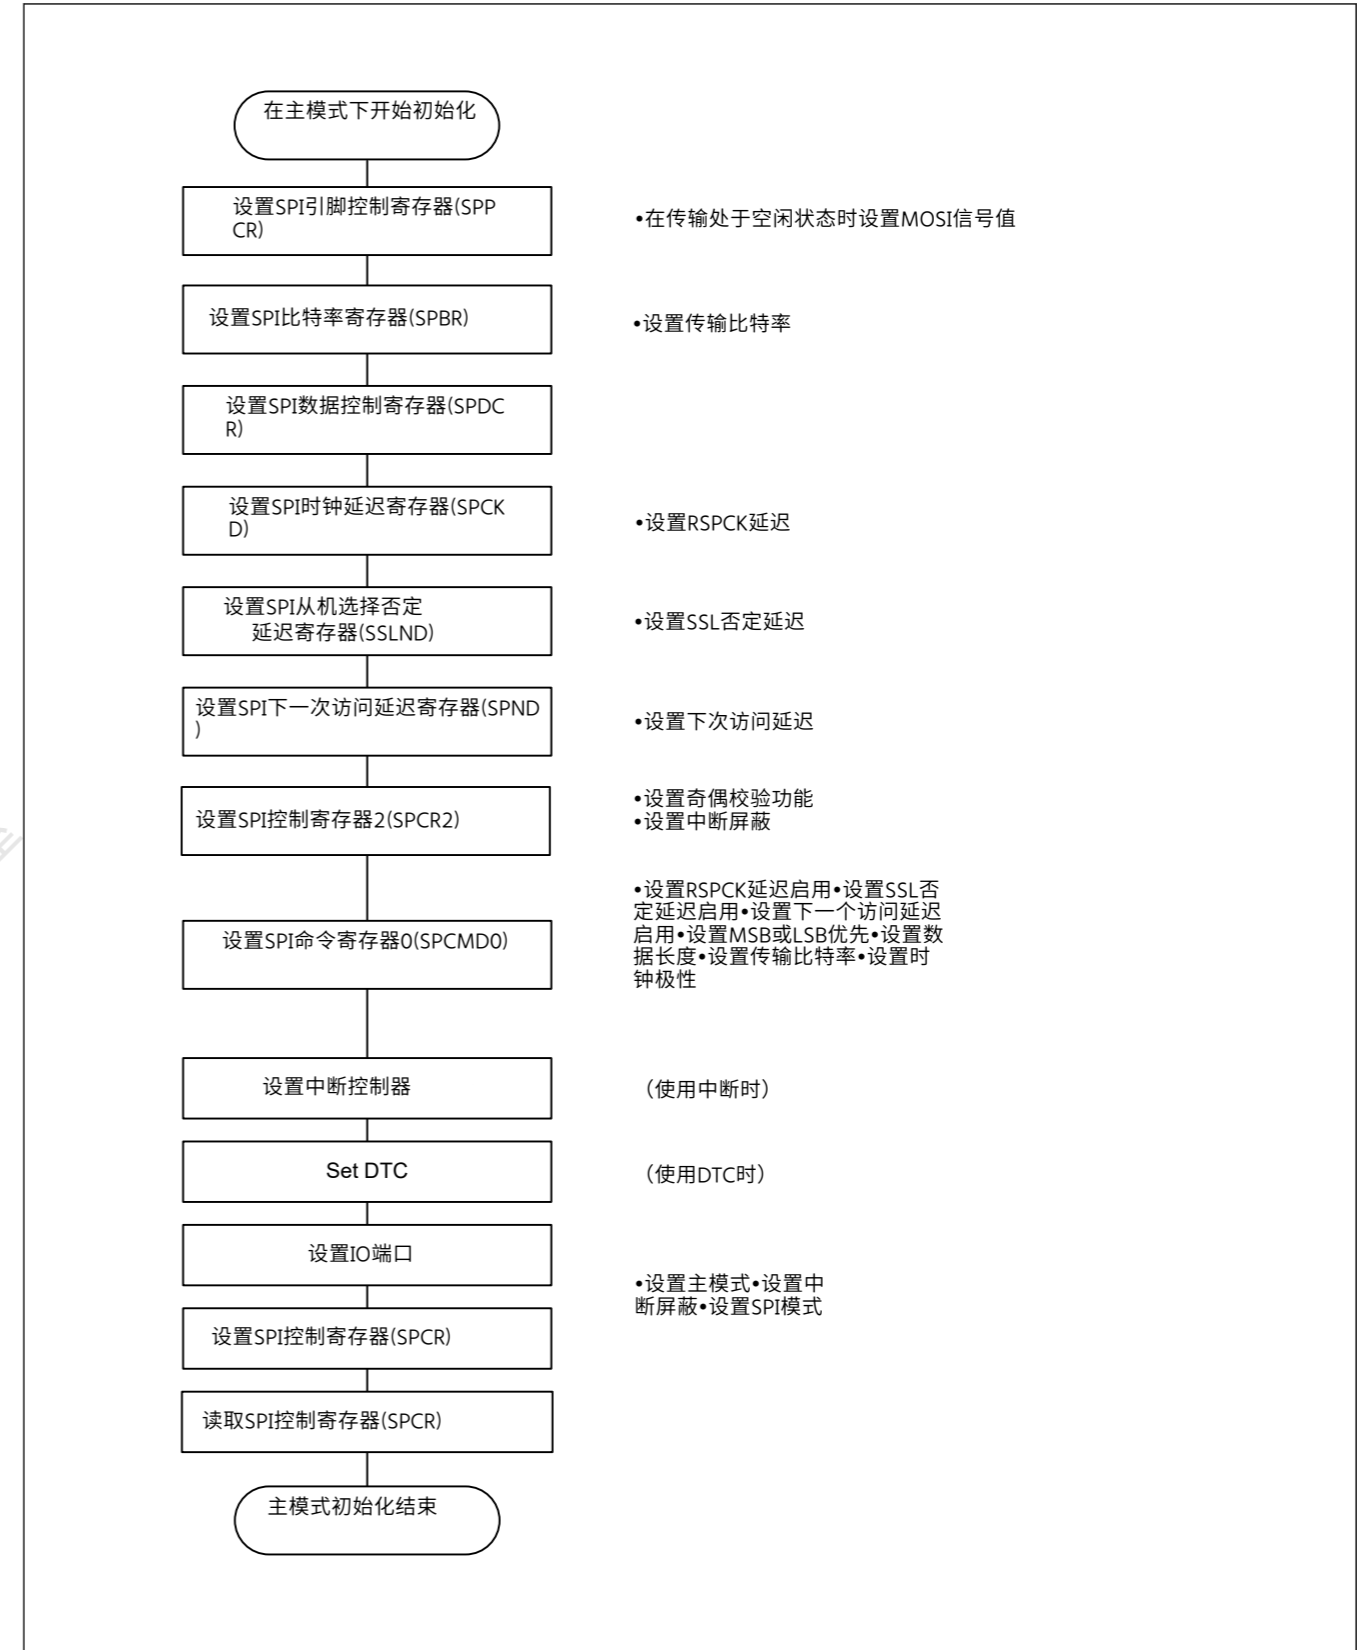 在主模式下开始初始化
设置SPI引脚控制寄存器(SPP
CR)
•在传输处于空闲状态时设置MOSI信号值
设置SPI比特率寄存器(SPBR)
•设置传输比特率
设置SPI数据控制寄存器(SPDC
R)
设置SPI时钟延迟寄存器(SPCK
D)
•设置RSPCK延迟
设置SPI从机选择否定
延迟寄存器(SSLND)
•设置SSL否定延迟
设置SPI下一次访问延迟寄存器(SPND
)
•设置下次访问延迟
设置SPI控制寄存器2(SPCR2)
•设置奇偶校验功能
•设置中断屏蔽
设置SPI命令寄存器0(SPCMD0)
•设置RSPCK延迟启用•设置SSL否
定延迟启用•设置下一个访问延迟
启用•设置MSB或LSB优先•设置数
据长度•设置传输比特率•设置时
钟极性
设置中断控制器
（使用中断时）
Set DTC
（使用DTC时）
设置IO端口
•设置主模式•设置中
断屏蔽•设置SPI模式
设置SPI控制寄存器(SPCR)
读取SPI控制寄存器(SPCR)
主模式初始化结束